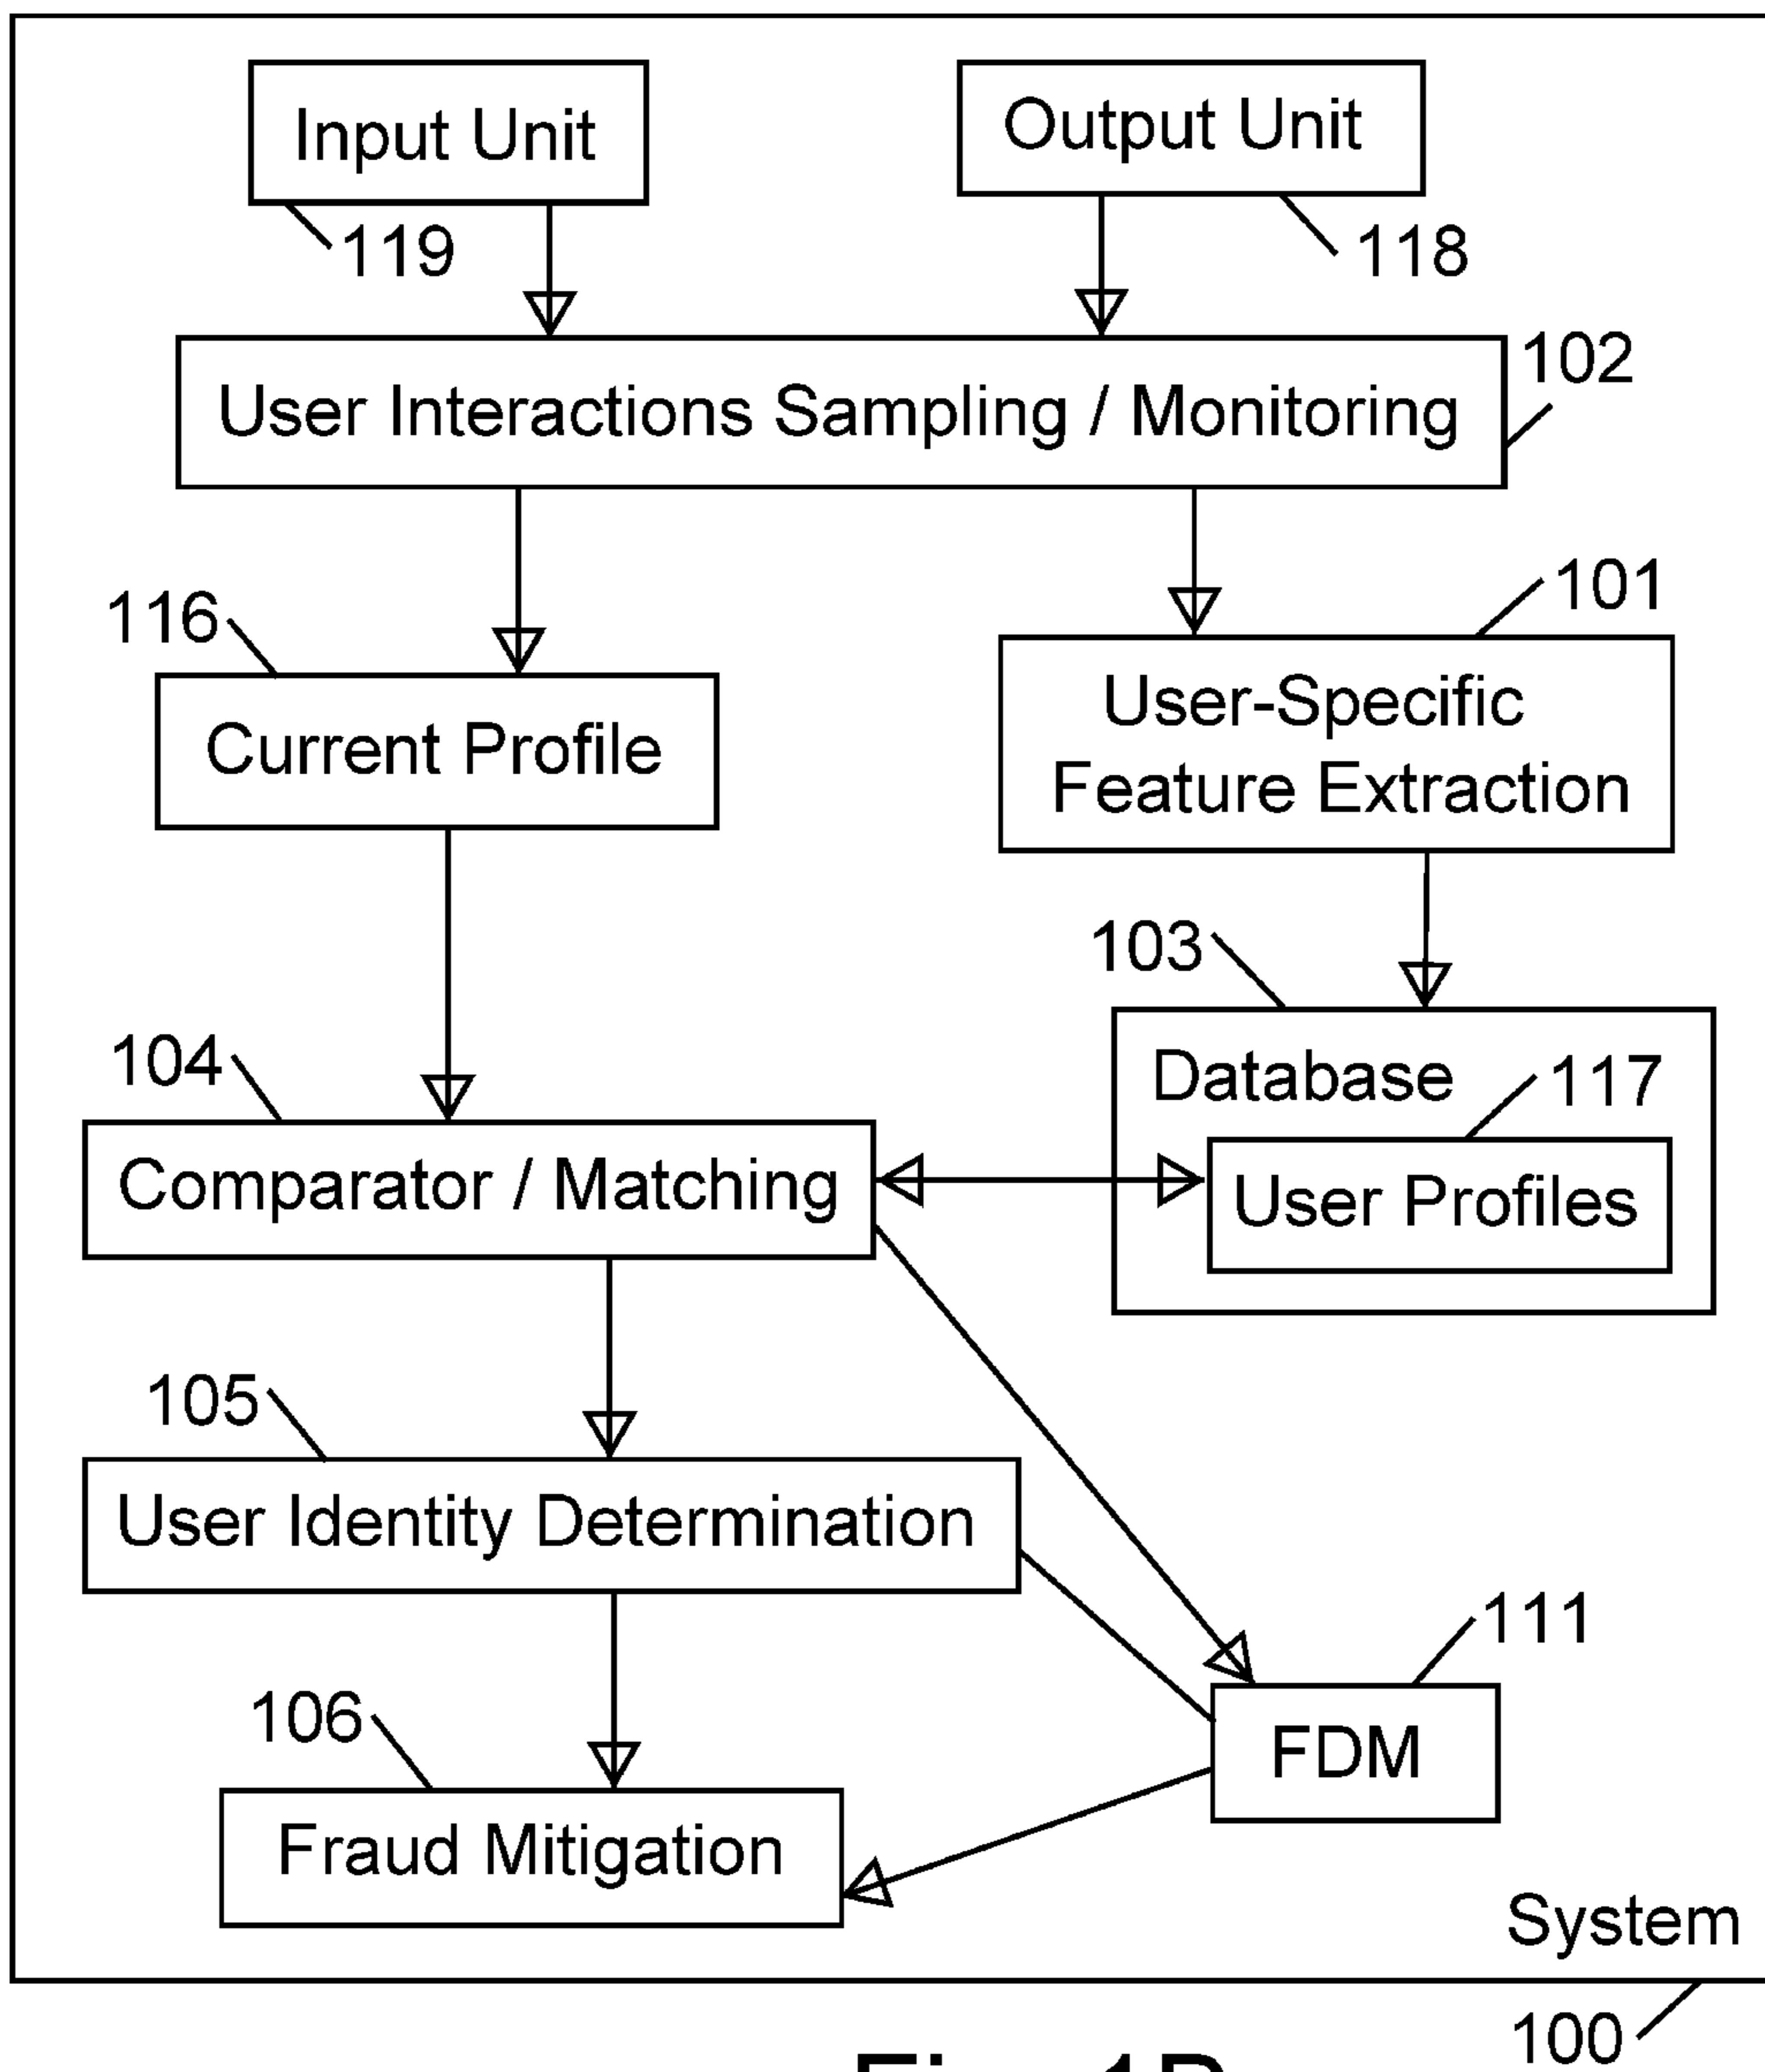 Input Unit
Output Unit
119
118
102
User Interactions Sampling / Monitoring
101
116
User-Specific
Feature Extraction
Current Profile
103
104
Database
117
Comparator / Matching
User Profiles
105
User Identity Determination
111
106
FDM
Fraud Mitigation
System
100